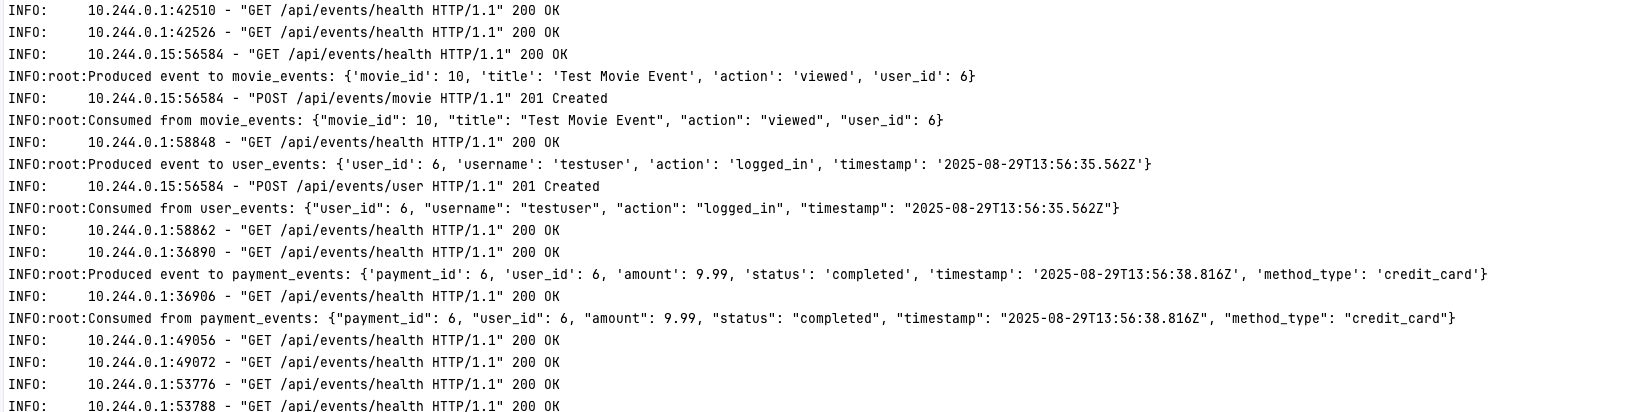 INFO:     10.244.0.1:42510 - "GET /api/events/health HTTP/1.1" 200 OK
INFO:     10.244.0.1:42526 - "GET /api/events/health HTTP/1.1" 200 OK
INFO:     10.244.0.15:56584 - "GET /api/events/health HTTP/1.1" 200 OK
INFO:root:Produced event to movie_events: {'movie_id': 10, 'title': 'Test Movie Event', 'action': 'viewed', 'user_id': 6}
INFO:     10.244.0.15:56584 - "POST /api/events/movie HTTP/1.1" 201 Created
INFO:root:Consumed from movie_events: {"movie_id": 10, "title": "Test Movie Event", "action": "viewed", "user_id": 6}
INFO:     10.244.0.1:58848 - "GET /api/events/health HTTP/1.1" 200 OK
INFO:root:Produced event to user_events: {'user_id': 6, 'username': 'testuser', 'action': 'logged_in', 'timestamp': '2025-08-29T13:56:35.562Z'}
INFO:     10.244.0.15:56584 - "POST /api/events/user HTTP/1.1" 201 Created
INFO:root:Consumed from user_events: {"user_id": 6, "username": "testuser", "action": "logged_in", "timestamp": "2025-08-29T13:56:35.562Z"}
INFO:     10.244.0.1:58862 - "GET /api/events/health HTTP/1.1" 200 OK
INFO:     10.244.0.1:36890 - "GET /api/events/health HTTP/1.1" 200 OK
INFO:root:Produced event to payment_events: {'payment_id': 6, 'user_id': 6, 'amount': 9.99, 'status': 'completed', 'timestamp': '2025-08-29T13:56:38.816Z', 'method_type': 'credit_card'}
INFO:     10.244.0.1:36906 - "GET /api/events/health HTTP/1.1" 200 OK
INFO:root:Consumed from payment_events: {"payment_id": 6, "user_id": 6, "amount": 9.99, "status": "completed", "timestamp": "2025-08-29T13:56:38.816Z", "method_type": "credit_card"}
INFO:     10.244.0.1:49056 - "GET /api/events/health HTTP/1.1" 200 OK
INFO:     10.244.0.1:49072 - "GET /api/events/health HTTP/1.1" 200 OK
INFO:     10.244.0.1:53776 - "GET /api/events/health HTTP/1.1" 200 OK
INFO:     10.244.0.1:53788 - "GET /api/events/health HTTP/1.1" 200 OK